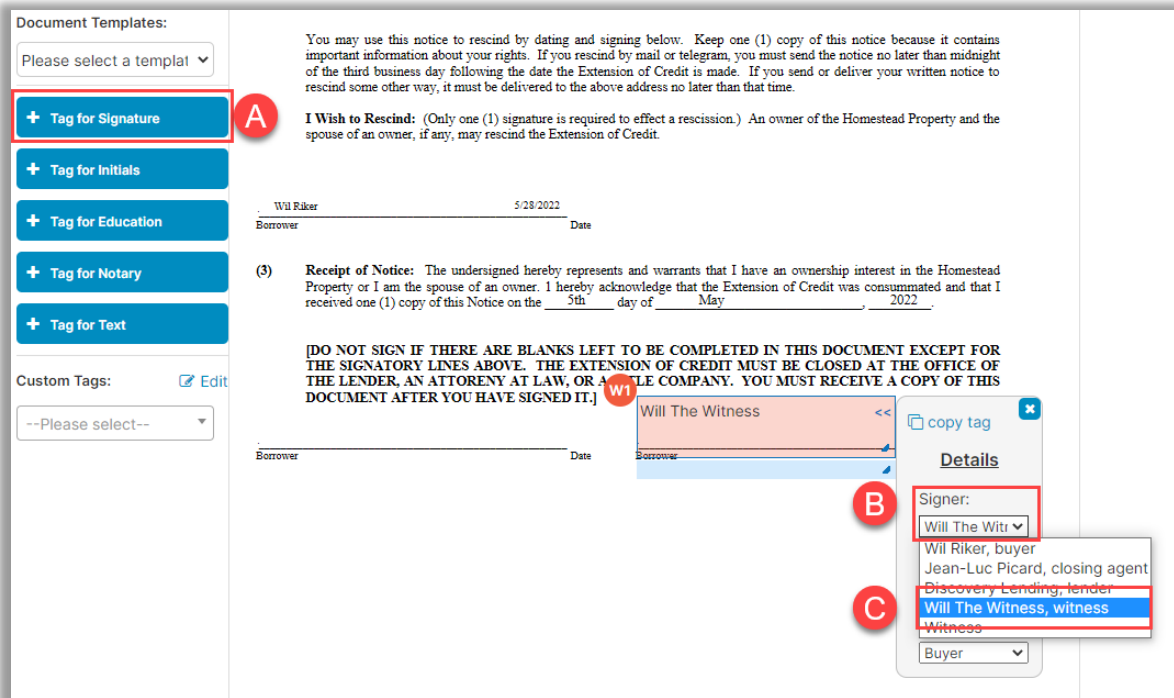 Document Templates:
Please select a templat
+ Tag for Signature
A
+ Tag for Initials
+ Tag for Education
+ Tag for Notary
+ Tag for Text
Custom Tags:
Edit
--Please select--
You may use this notice to rescind by dating and signing below. Keep one (1) copy of this notice because it contains
important information about your rights. If you rescind by mail or telegram, you must send the notice no later than midnight
of the third business day following the date the Extension of Credit is made. If you send or deliver your written notice to
rescind some other way, it must be delivered to the above address no later than that time.
I Wish to Rescind: (Only one (1) signature is required to effect a rescission.) An owner of the Homestead Property and the
spouse of an owner, if any, may rescind the Extension of Credit.
Wil Riker 5/28/2022
Borrower Date
(3) Receipt of Notice: The undersigned hereby represents and warrants that I have an ownership interest in the Homestead
Property or I am the spouse of an owner. I hereby acknowledge that the Extension of Credit was consummated and that I
received one (1) copy of this Notice on the 5th day of May, 2022.
[DO NOT SIGN IF THERE ARE BLANKS LEFT TO BE COMPLETED IN THIS DOCUMENT EXCEPT FOR
THE SIGNATORY LINES ABOVE. THE EXTENSION OF CREDIT MUST BE CLOSED AT THE OFFICE OF
THE LENDER, AN ATTORENY AT LAW, OR A TLE COMPANY. YOU MUST RECEIVE A COPY OF THIS
DOCUMENT AFTER YOU HAVE SIGNED IT.]
W1
Will The Witness <<
Borrower Date Borrower
copy tag
Details
B
Signer:
Will The Wit
Wil Riker, buyer
Jean-Luc Picard, closing agent
Discovery Lending, lender
C
Will The Witness, witness
Witness
Buyer